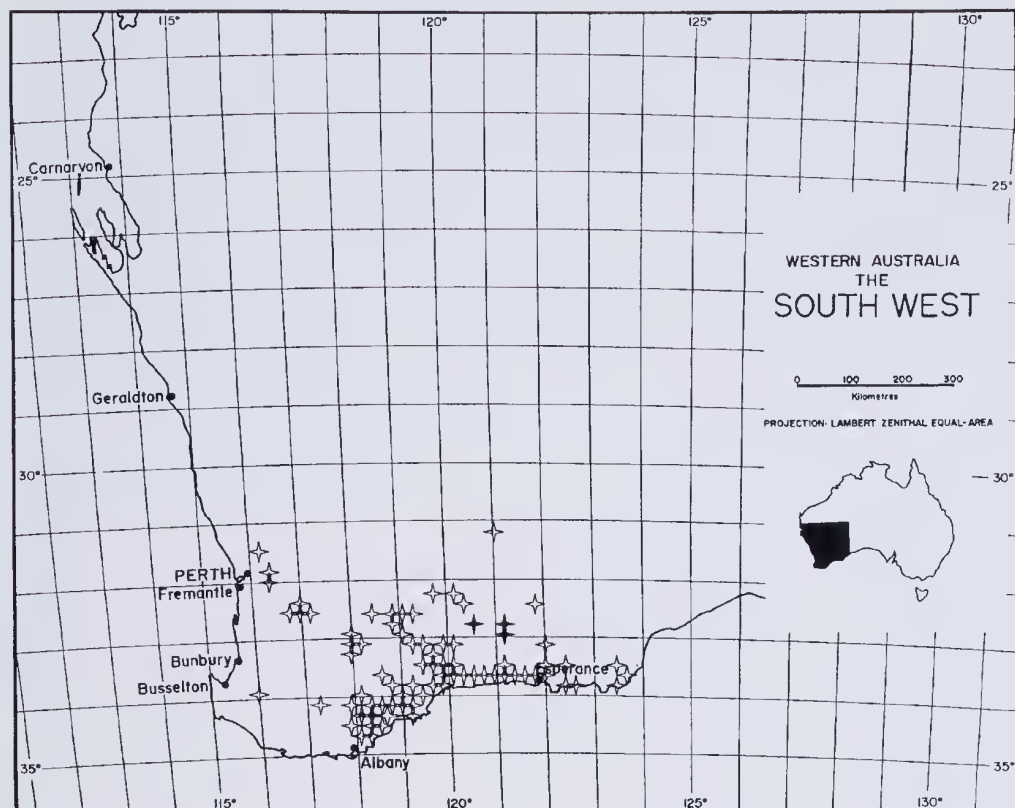 115° 120° 125° 130°
Carnarvon
25° 25°
WESTERN AUSTRALIA
THE
SOUTH WEST
0 100 200 300
Kilometres
Geraldton
PROJECTION: LAMBERT ZENITHAL EQUAL-AREA
30° 30°
PERTH
Fremantle
Bunbury
Esperance
Busselton
Albany
35° 35°
115° 120° 125° 130°